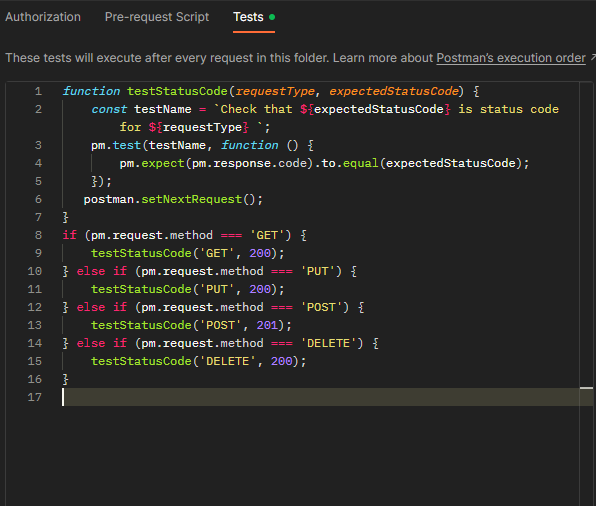 Authorization Pre-request Script Tests
These tests will execute after every request in this folder. Learn more about Postman's execution order ↗
1 function testStatusCode(requestType, expectedStatusCode) {
2 const testName = `Check that ${expectedStatusCode} is status code
for ${requestType} `;
3 pm.test(testName, function () {
4 pm.expect(pm.response.code).to.equal(expectedStatusCode);
5 });
6 postman.setNextRequest();
7 }
8 if (pm.request.method === 'GET') {
9 testStatusCode('GET', 200);
10 } else if (pm.request.method === 'PUT') {
11 testStatusCode('PUT', 200);
12 } else if (pm.request.method === 'POST') {
13 testStatusCode('POST', 201);
14 } else if (pm.request.method === 'DELETE') {
15 testStatusCode('DELETE', 200);
16 }
17